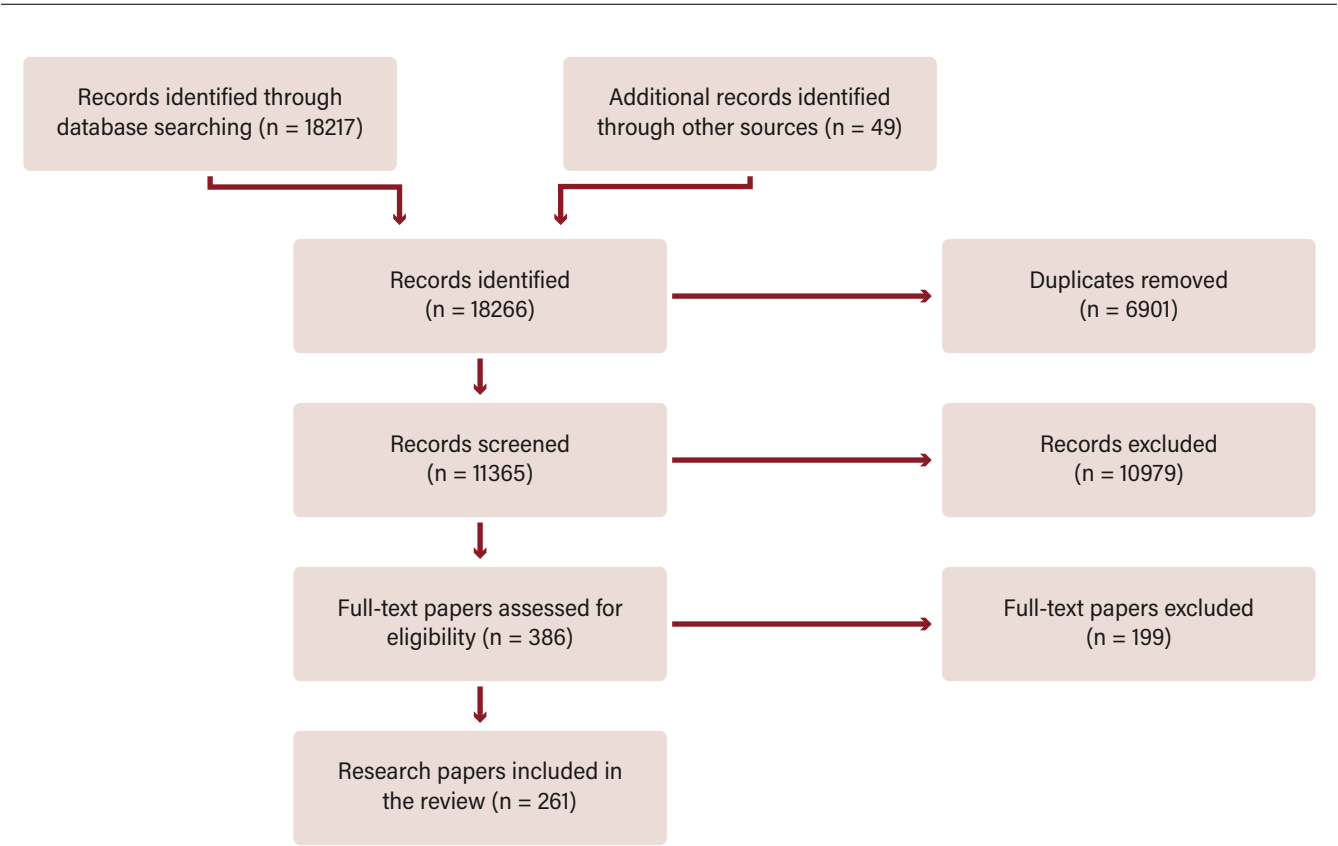 Records identified through
database searching (n = 18217)
Additional records identified
through other sources (n = 49)
Records identified
(n = 18266)
Duplicates removed
(n = 6901)
Records screened
(n = 11365)
Records excluded
(n = 10979)
Full-text papers assessed for
eligibility (n = 386)
Full-text papers excluded
(n = 199)
Research papers included in
the review (n = 261)